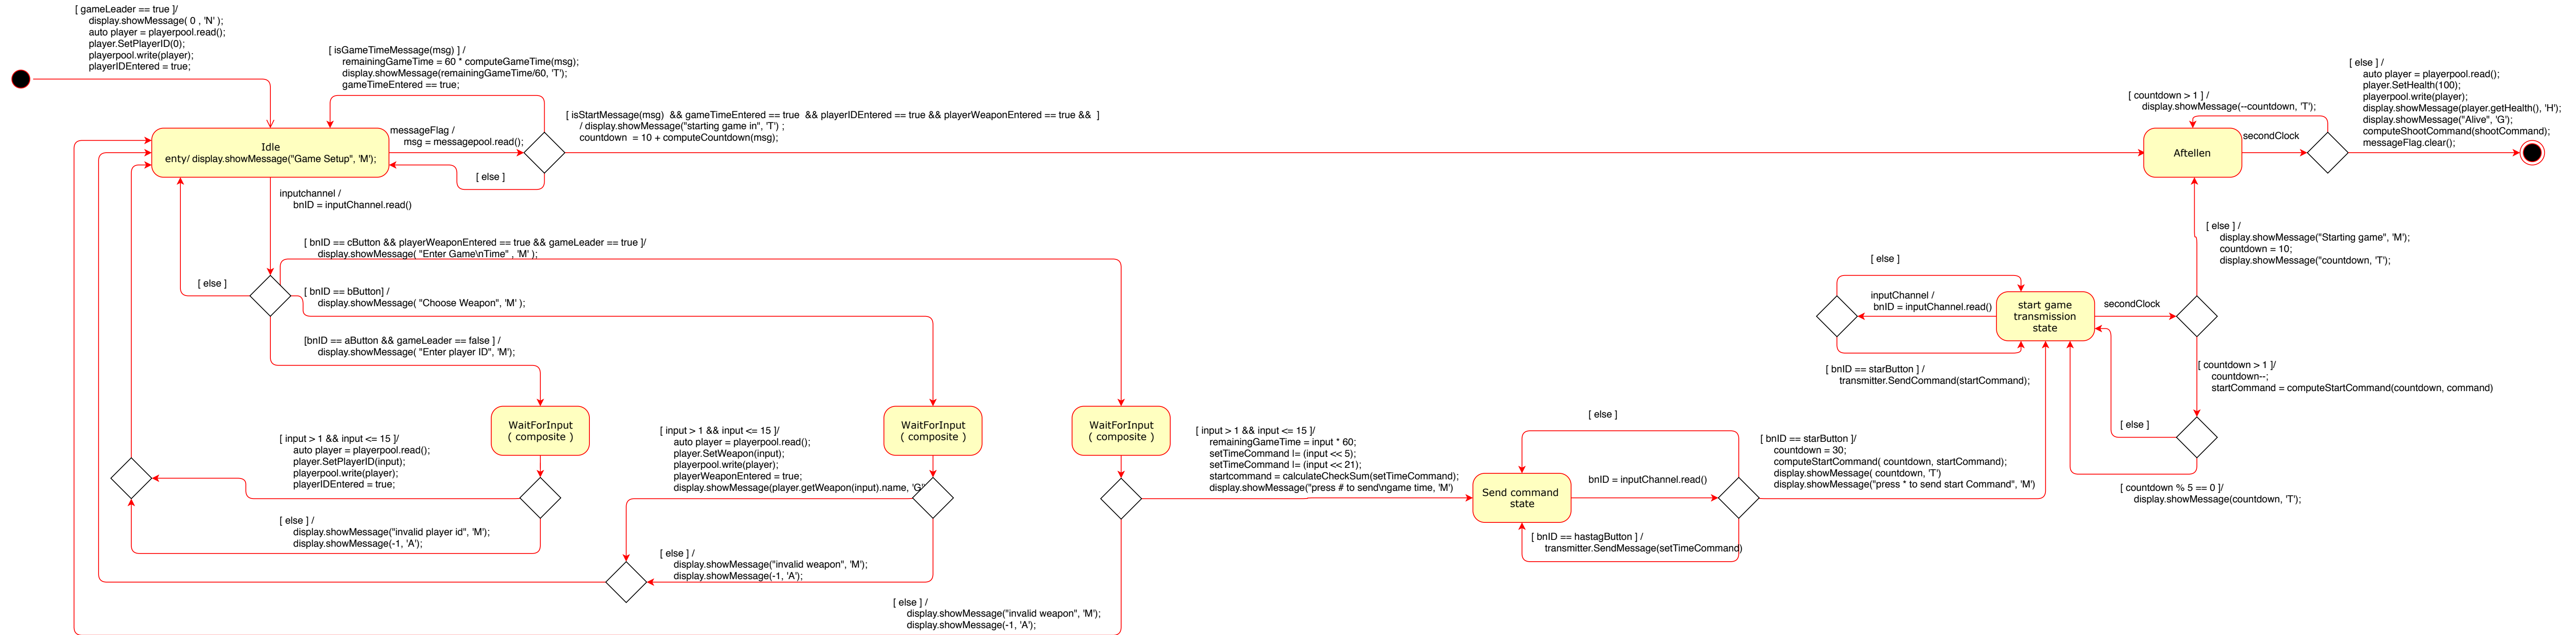 [ gameLeader == true ]/
display.showMessage( 0 , 'N' );
auto player = playerpool.read();
player.SetPlayerID(0);
playerpool.write(player);
playerIDEntered = true;
[ isGameTimeMessage(msg) ] /
remainingGameTime = 60 * computeGameTime(msg);
display.showMessage(remainingGameTime/60, 'T');
gameTimeEntered == true;
[ isStartMessage(msg)  && gameTimeEntered == true  && playerIDEntered == true && playerWeaponEntered == true &&  ]
/ display.showMessage("starting game in", 'T') ;
countdown  = 10 + computeCountdown(msg);
Idle
enty/ display.showMessage("Game Setup", 'M');
messageFlag /
msg = messagepool.read();
[ else ]
[ countdown > 1 ] /
display.showMessage(--countdown, 'T');
Aftellen
secondClock
[ else ] /
auto player = playerpool.read();
player.SetHealth(100);
playerpool.write(player);
display.showMessage(player.getHealth(), 'H');
display.showMessage("Alive", 'G');
computeShootCommand(shootCommand);
messageFlag.clear();
inputchannel /
bnID = inputChannel.read()
[ bnID == cButton && playerWeaponEntered == true && gameLeader == true ]/
display.showMessage( "Enter Game\nTime" , 'M' );
[ else ]
[ bnID == bButton] /
display.showMessage( "Choose Weapon", 'M' );
[bnID == aButton && gameLeader == false ] /
display.showMessage( "Enter player ID", 'M');
[ else ] /
display.showMessage("Starting game", 'M');
countdown = 10;
display.showMessage("countdown, 'T');
[ else ]
inputChannel /
bnID = inputChannel.read()
start game
transmission
state
secondClock
[ bnID == starButton ] /
transmitter.SendCommand(startCommand);
[ countdown > 1 ]/
countdown--;
startCommand = computeStartCommand(countdown, command)
[ else ]
[ countdown % 5 == 0 ]/
display.showMessage(countdown, 'T');
WaitForInput
( composite )
WaitForInput
( composite )
WaitForInput
( composite )
[ input > 1 && input <= 15 ]/
auto player = playerpool.read();
player.SetPlayerID(input);
playerpool.write(player);
playerIDEntered = true;
[ else ] /
display.showMessage("invalid player id", 'M');
display.showMessage(-1, 'A');
[ input > 1 && input <= 15 ]/
auto player = playerpool.read();
player.SetWeapon(input);
playerpool.write(player);
playerWeaponEntered = true;
display.showMessage(player.getWeapon(input).name, 'G'
[ else ] /
display.showMessage("invalid weapon", 'M');
display.showMessage(-1, 'A');
[ else ] /
display.showMessage("invalid weapon", 'M');
display.showMessage(-1, 'A');
[ input > 1 && input <= 15 ]/
remainingGameTime = input * 60;
setTimeCommand |= (input << 5);
setTimeCommand |= (input << 21);
startcommand = calculateCheckSum(setTimeCommand);
display.showMessage("press # to send\ngame time, 'M')
[ else ]
Send command
state
bnID = inputChannel.read()
[ bnID == hastagButton ] /
transmitter.SendMessage(setTimeCommand)
[ bnID == starButton ]/
countdown = 30;
computeStartCommand( countdown, startCommand);
display.showMessage( countdown, 'T')
display.showMessage("press * to send start Command", 'M')